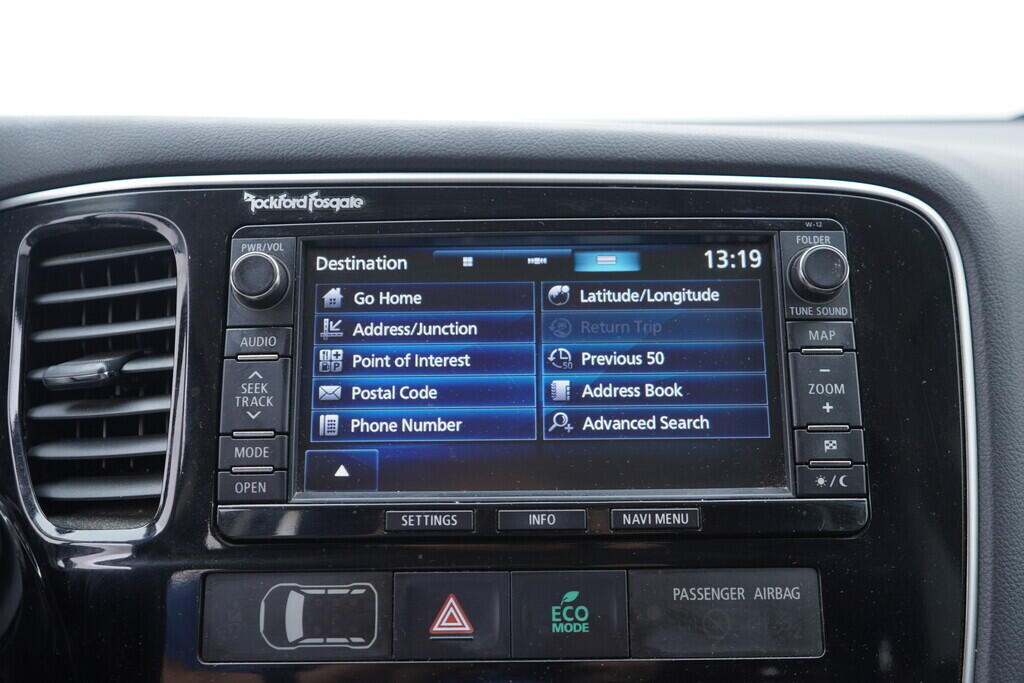 Rockford Fosgate
W-12
PWR/VOL
FOLDER
Destination
13:19
Go Home
Latitude/Longitude
TUNE SOUND
Address/Junction
Return Trip
AUDIO
MAP
Point of Interest
50
Previous 50
SEEK
TRACK
ZOOM
Postal Code
Address Book
Phone Number
Advanced Search
MODE
OPEN
SETTINGS
INFO
NAVI MENU
ECO
MODE
PASSENGER AIRBAG